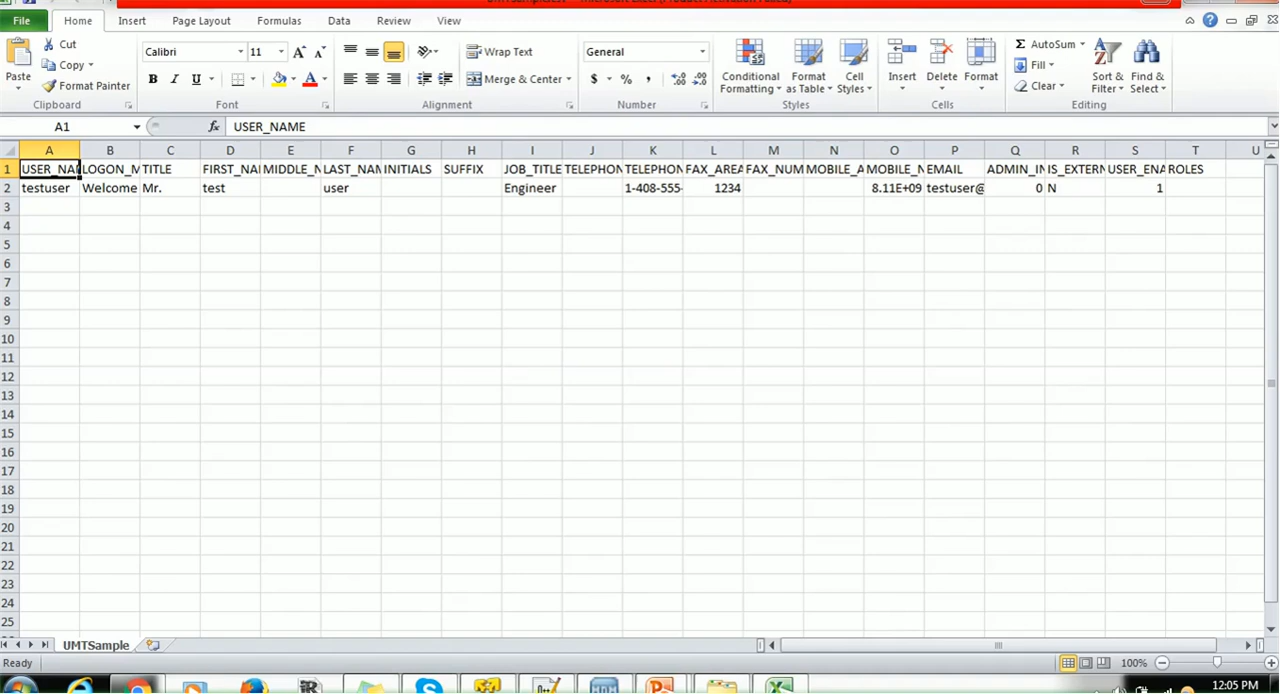 File Home Insert Page Layout Formulas Data Review View
Cut
Copy
Format Painter
Paste
Clipboard
Calibri 11
B I U
A
Font
Wrap Text
Merge & Center
Alignment
General
$ % ,
Number
Conditional Formatting
Format as Table
Cell Styles
Styles
Insert Delete Format
Cells
Σ AutoSum
Fill
Clear
Sort & Filter
Find & Select
Editing
A1 fx USER_NAME
A B C D E F G H I J K L M N O P Q R S T U
1 USER_NAI LOGON_M TITLE FIRST_NAI MIDDLE_N LAST_NAN INITIALS SUFFIX JOB_TITLE TELEPHON TELEPHON FAX_AREA FAX_NUM MOBILE_A MOBILE_N EMAIL ADMIN_IN IS_EXTERN USER_ENA ROLES
2 testuser Welcome Mr. test user Engineer 1-408-555- 1234 8.11E+09 testuser@ 0 N 1
3
4
5
6
7
8
9
10
11
12
13
14
15
16
17
18
19
20
21
22
23
24
25
UMTSample
Ready 100%
12:05 PM